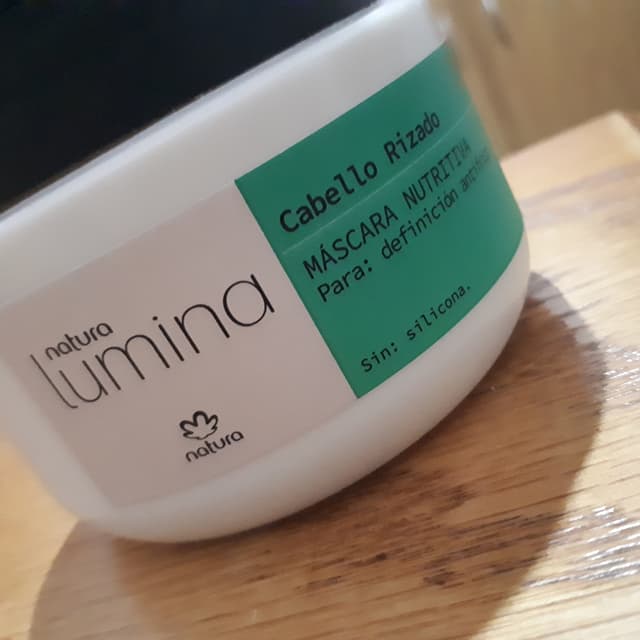 natura
lumina
natura
Cabello Rizado
MÁSCARA NUTRITIVA
Para: definición
Sin: silicona.